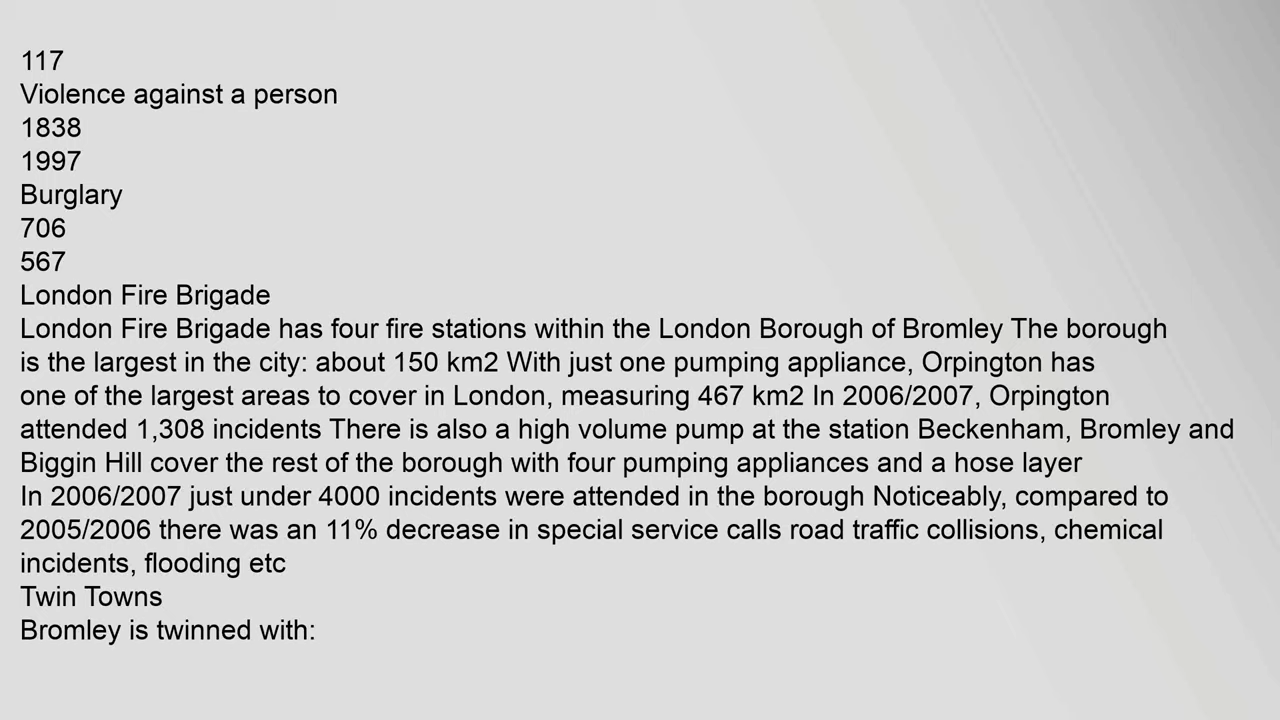 117
Violence against a person
1838
1997
Burglary
706
567
London Fire Brigade
London Fire Brigade has four fire stations within the London Borough of Bromley The borough
is the largest in the city: about 150 km2 With just one pumping appliance, Orpington has
one of the largest areas to cover in London, measuring 467 km2 In 2006/2007, Orpington
attended 1,308 incidents There is also a high volume pump at the station Beckenham, Bromley and
Biggin Hill cover the rest of the borough with four pumping appliances and a hose layer
In 2006/2007 just under 4000 incidents were attended in the borough Noticeably, compared to
2005/2006 there was an 11% decrease in special service calls road traffic collisions, chemical
incidents, flooding etc
Twin Towns
Bromley is twinned with: